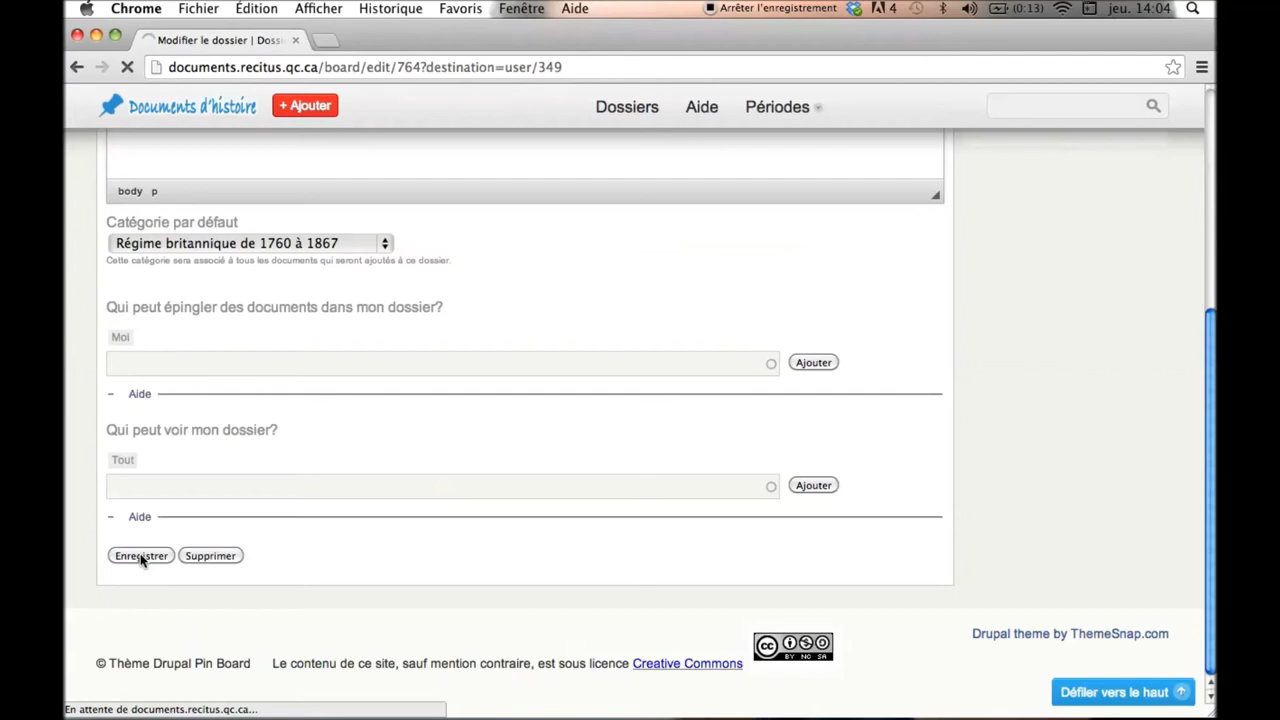 Chrome Fichier Édition Afficher Historique Favoris Fenêtre Aide Arrêter l'enregistrement 4 (0:13) jeu. 14:04
Modifier le dossier | Dossi
documents.recitus.qc.ca/board/edit/764?destination=user/349
Documents d'histoire + Ajouter Dossiers Aide Périodes
body p
Catégorie par défaut
Régime britannique de 1760 à 1867
Cette catégorie sera associé à tous les documents qui seront ajoutés à ce dossier.
Qui peut épingler des documents dans mon dossier?
Moi
Ajouter
Aide
Qui peut voir mon dossier?
Tout
Ajouter
Aide
Enregistrer Supprimer
Drupal theme by ThemeSnap.com
© Thème Drupal Pin Board Le contenu de ce site, sauf mention contraire, est sous licence Creative Commons
cc BY NC SA
Défiler vers le haut
En attente de documents.recitus.qc.ca...